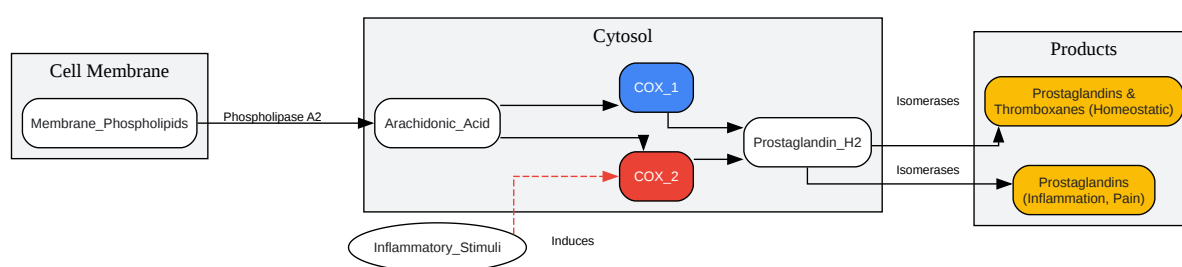 Cell Membrane
Membrane_Phospholipids
Phospholipase A2
Cytosol
Arachidonic_Acid
COX_1
COX_2
Prostaglandin_H2
Inflammatory_Stimuli
Induces
Isomerases
Isomerases
Products
Prostaglandins &
Thromboxanes (Homeostatic)
Prostaglandins
(Inflammation, Pain)